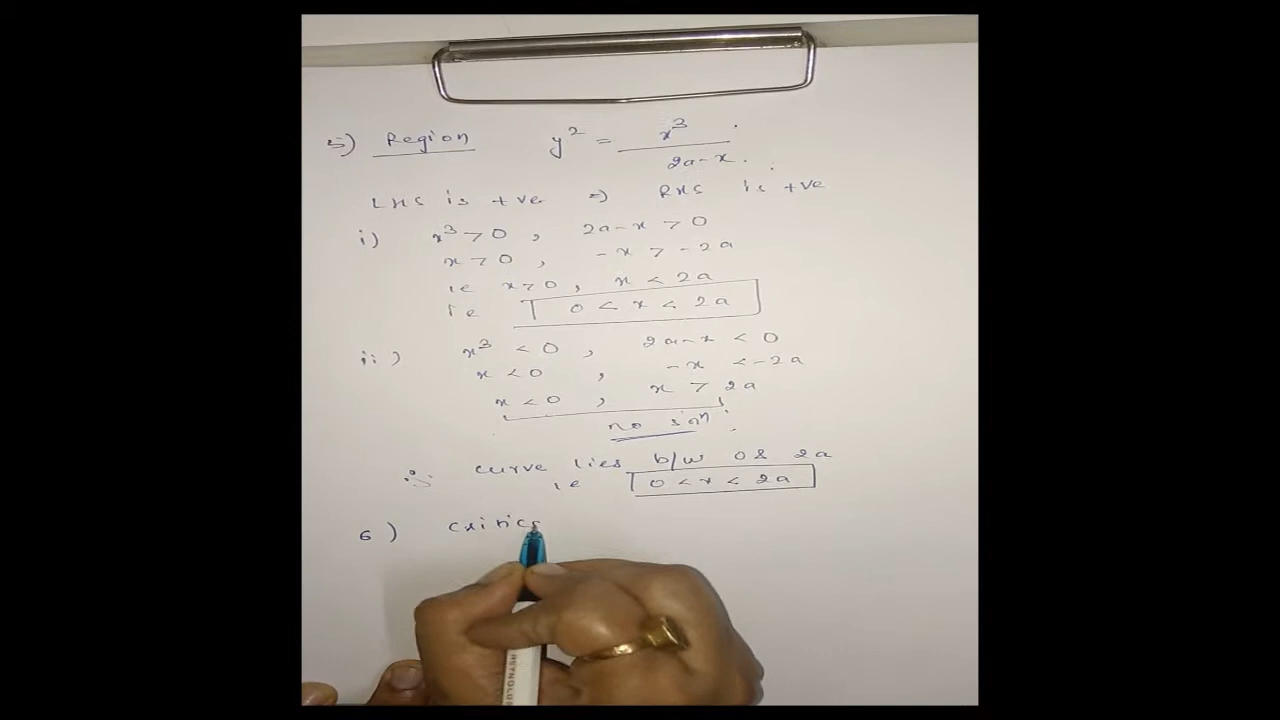 5) Region y² = x³ / 2a-x.
LHS is +ve => RHS is +ve
i) x³ > 0 , 2a-x > 0
x > 0 , -x > -2a
ie x > 0 , x < 2a
ie 0 < x < 2a
ii) x³ < 0 , 2a-x < 0
x < 0 , -x < -2a
x < 0 , x > 2a
no solⁿ.
∴ curve lies b/w 0 & 2a
ie 0 < x < 2a
6) Critica
REYNOLDS